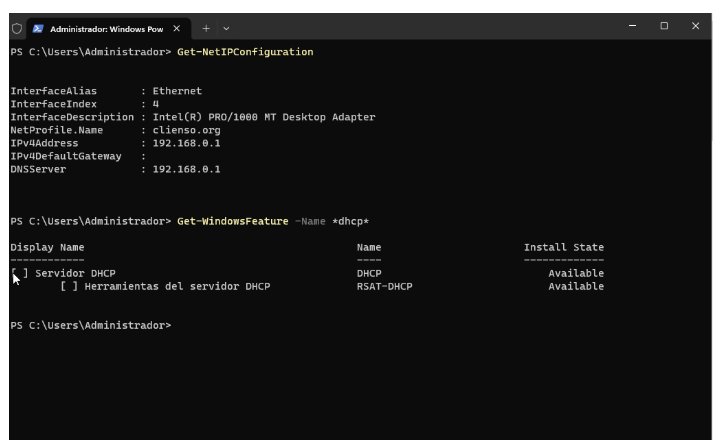 Administrador: Windows Pow
PS C:\Users\Administrador> Get-NetIPConfiguration
InterfaceAlias : Ethernet
InterfaceIndex : 4
InterfaceDescription : Intel(R) PRO/1000 MT Desktop Adapter
NetProfile.Name : clienso.org
IPv4Address : 192.168.0.1
IPv4DefaultGateway :
DNSServer : 192.168.0.1
PS C:\Users\Administrador> Get-WindowsFeature -Name *dhcp*
Display Name Name Install State
------------ ---- -------------
[ ] Servidor DHCP DHCP Available
[ ] Herramientas del servidor DHCP RSAT-DHCP Available
PS C:\Users\Administrador>